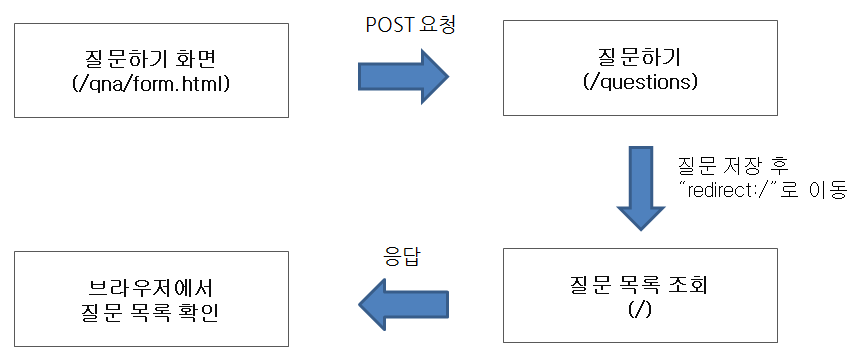 질문하기 화면
(/qna/form.html)
POST 요청
질문하기
(/questions)
질문 저장 후
“redirect:/”로 이동
질문 목록 조회
(/)
응답
브라우저에서
질문 목록 확인